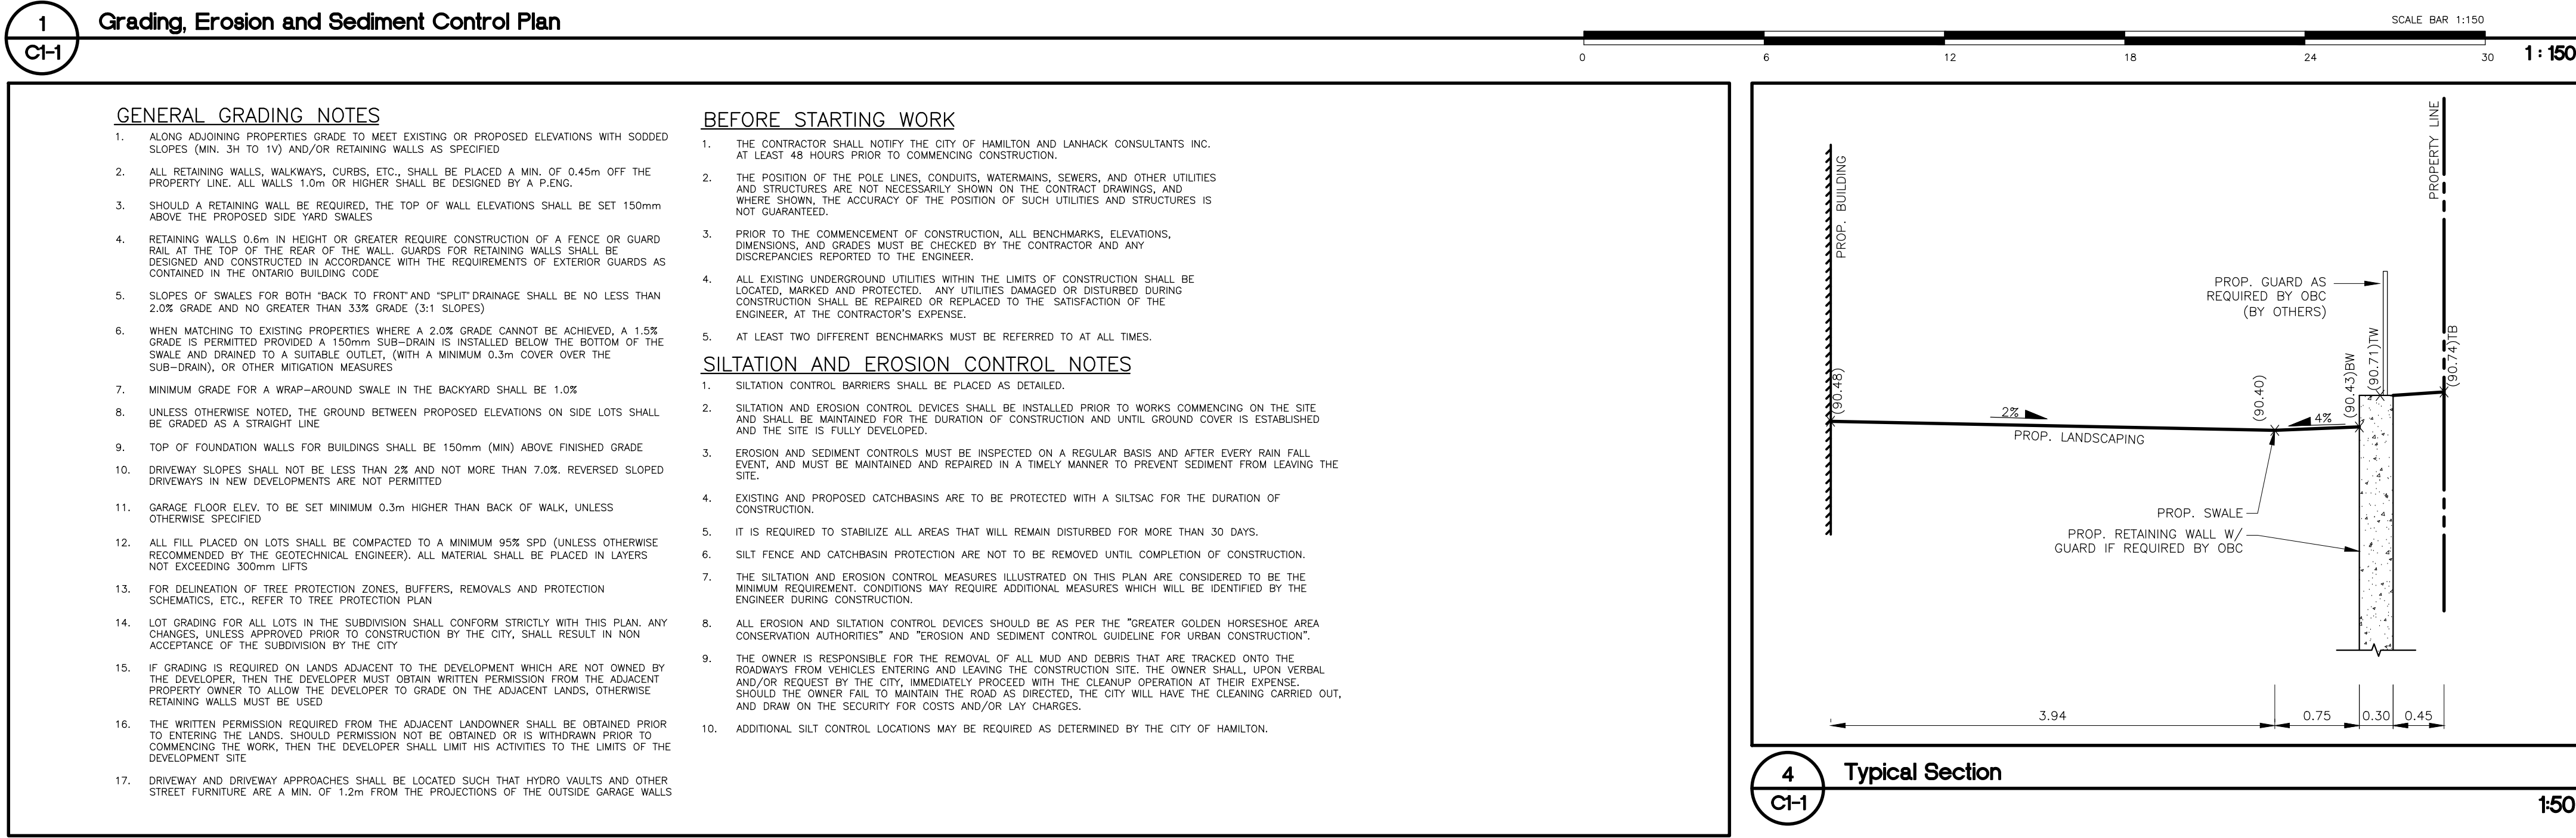 1
C1-1
Grading, Erosion and Sediment Control Plan
SCALE BAR 1:150
0 6 12 18 24 30
1 : 150
GENERAL GRADING NOTES
1. ALONG ADJOINING PROPERTIES GRADE TO MEET EXISTING OR PROPOSED ELEVATIONS WITH SODDED
SLOPES (MIN. 3H TO 1V) AND/OR RETAINING WALLS AS SPECIFIED
2. ALL RETAINING WALLS, WALKWAYS, CURBS, ETC., SHALL BE PLACED A MIN. OF 0.45m OFF THE
PROPERTY LINE. ALL WALLS 1.0m OR HIGHER SHALL BE DESIGNED BY A P.ENG.
3. SHOULD A RETAINING WALL BE REQUIRED, THE TOP OF WALL ELEVATIONS SHALL BE SET 150mm
ABOVE THE PROPOSED SIDE YARD SWALES
4. RETAINING WALLS 0.6m IN HEIGHT OR GREATER REQUIRE CONSTRUCTION OF A FENCE OR GUARD
RAIL AT THE TOP OF THE REAR OF THE WALL. GUARDS FOR RETAINING WALLS SHALL BE
DESIGNED AND CONSTRUCTED IN ACCORDANCE WITH THE REQUIREMENTS OF EXTERIOR GUARDS AS
CONTAINED IN THE ONTARIO BUILDING CODE
5. SLOPES OF SWALES FOR BOTH "BACK TO FRONT" AND "SPLIT" DRAINAGE SHALL BE NO LESS THAN
2.0% GRADE AND NO GREATER THAN 33% GRADE (3:1 SLOPES)
6. WHEN MATCHING TO EXISTING PROPERTIES WHERE A 2.0% GRADE CANNOT BE ACHIEVED, A 1.5%
GRADE IS PERMITTED PROVIDED A 150mm SUB-DRAIN IS INSTALLED BELOW THE BOTTOM OF THE
SWALE AND DRAINED TO A SUITABLE OUTLET, (WITH A MINIMUM 0.3m COVER OVER THE
SUB-DRAIN), OR OTHER MITIGATION MEASURES
7. MINIMUM GRADE FOR A WRAP-AROUND SWALE IN THE BACKYARD SHALL BE 1.0%
8. UNLESS OTHERWISE NOTED, THE GROUND BETWEEN PROPOSED ELEVATIONS ON SIDE LOTS SHALL
BE GRADED AS A STRAIGHT LINE
9. TOP OF FOUNDATION WALLS FOR BUILDINGS SHALL BE 150mm (MIN) ABOVE FINISHED GRADE
10. DRIVEWAY SLOPES SHALL NOT BE LESS THAN 2% AND NOT MORE THAN 7.0%. REVERSED SLOPED
DRIVEWAYS IN NEW DEVELOPMENTS ARE NOT PERMITTED
11. GARAGE FLOOR ELEV. TO BE SET MINIMUM 0.3m HIGHER THAN BACK OF WALK, UNLESS
OTHERWISE SPECIFIED
12. ALL FILL PLACED ON LOTS SHALL BE COMPACTED TO A MINIMUM 95% SPD (UNLESS OTHERWISE
RECOMMENDED BY THE GEOTECHNICAL ENGINEER). ALL MATERIAL SHALL BE PLACED IN LAYERS
NOT EXCEEDING 300mm LIFTS
13. FOR DELINEATION OF TREE PROTECTION ZONES, BUFFERS, REMOVALS AND PROTECTION
SCHEMATICS, ETC., REFER TO TREE PROTECTION PLAN
14. LOT GRADING FOR ALL LOTS IN THE SUBDIVISION SHALL CONFORM STRICTLY WITH THIS PLAN. ANY
CHANGES, UNLESS APPROVED PRIOR TO CONSTRUCTION BY THE CITY, SHALL RESULT IN NON
ACCEPTANCE OF THE SUBDIVISION BY THE CITY
15. IF GRADING IS REQUIRED ON LANDS ADJACENT TO THE DEVELOPMENT WHICH ARE NOT OWNED BY
THE DEVELOPER, THEN THE DEVELOPER MUST OBTAIN WRITTEN PERMISSION FROM THE ADJACENT
PROPERTY OWNER TO ALLOW THE DEVELOPER TO GRADE ON THE ADJACENT LANDS, OTHERWISE
RETAINING WALLS MUST BE USED
16. THE WRITTEN PERMISSION REQUIRED FROM THE ADJACENT LANDOWNER SHALL BE OBTAINED PRIOR
TO ENTERING THE LANDS. SHOULD PERMISSION NOT BE OBTAINED OR IS WITHDRAWN PRIOR TO
COMMENCING THE WORK, THEN THE DEVELOPER SHALL LIMIT HIS ACTIVITIES TO THE LIMITS OF THE
DEVELOPMENT SITE
17. DRIVEWAY AND DRIVEWAY APPROACHES SHALL BE LOCATED SUCH THAT HYDRO VAULTS AND OTHER
STREET FURNITURE ARE A MIN. OF 1.2m FROM THE PROJECTIONS OF THE OUTSIDE GARAGE WALLS
BEFORE STARTING WORK
1. THE CONTRACTOR SHALL NOTIFY THE CITY OF HAMILTON AND LANHACK CONSULTANTS INC.
AT LEAST 48 HOURS PRIOR TO COMMENCING CONSTRUCTION.
2. THE POSITION OF THE POLE LINES, CONDUITS, WATERMAINS, SEWERS, AND OTHER UTILITIES
AND STRUCTURES ARE NOT NECESSARILY SHOWN ON THE CONTRACT DRAWINGS, AND
WHERE SHOWN, THE ACCURACY OF THE POSITION OF SUCH UTILITIES AND STRUCTURES IS
NOT GUARANTEED.
3. PRIOR TO THE COMMENCEMENT OF CONSTRUCTION, ALL BENCHMARKS, ELEVATIONS,
DIMENSIONS, AND GRADES MUST BE CHECKED BY THE CONTRACTOR AND ANY
DISCREPANCIES REPORTED TO THE ENGINEER.
4. ALL EXISTING UNDERGROUND UTILITIES WITHIN THE LIMITS OF CONSTRUCTION SHALL BE
LOCATED, MARKED AND PROTECTED. ANY UTILITIES DAMAGED OR DISTURBED DURING
CONSTRUCTION SHALL BE REPAIRED OR REPLACED TO THE SATISFACTION OF THE
ENGINEER, AT THE CONTRACTOR'S EXPENSE.
5. AT LEAST TWO DIFFERENT BENCHMARKS MUST BE REFERRED TO AT ALL TIMES.
SILTATION AND EROSION CONTROL NOTES
1. SILTATION CONTROL BARRIERS SHALL BE PLACED AS DETAILED.
2. SILTATION AND EROSION CONTROL DEVICES SHALL BE INSTALLED PRIOR TO WORKS COMMENCING ON THE SITE
AND SHALL BE MAINTAINED FOR THE DURATION OF CONSTRUCTION AND UNTIL GROUND COVER IS ESTABLISHED
AND THE SITE IS FULLY DEVELOPED.
3. EROSION AND SEDIMENT CONTROLS MUST BE INSPECTED ON A REGULAR BASIS AND AFTER EVERY RAIN FALL
EVENT, AND MUST BE MAINTAINED AND REPAIRED IN A TIMELY MANNER TO PREVENT SEDIMENT FROM LEAVING THE
SITE.
4. EXISTING AND PROPOSED CATCHBASINS ARE TO BE PROTECTED WITH A SILTSAC FOR THE DURATION OF
CONSTRUCTION.
5. IT IS REQUIRED TO STABILIZE ALL AREAS THAT WILL REMAIN DISTURBED FOR MORE THAN 30 DAYS.
6. SILT FENCE AND CATCHBASIN PROTECTION ARE NOT TO BE REMOVED UNTIL COMPLETION OF CONSTRUCTION.
7. THE SILTATION AND EROSION CONTROL MEASURES ILLUSTRATED ON THIS PLAN ARE CONSIDERED TO BE THE
MINIMUM REQUIREMENT. CONDITIONS MAY REQUIRE ADDITIONAL MEASURES WHICH WILL BE IDENTIFIED BY THE
ENGINEER DURING CONSTRUCTION.
8. ALL EROSION AND SILTATION CONTROL DEVICES SHOULD BE AS PER THE "GREATER GOLDEN HORSESHOE AREA
CONSERVATION AUTHORITIES" AND "EROSION AND SEDIMENT CONTROL GUIDELINE FOR URBAN CONSTRUCTION".
9. THE OWNER IS RESPONSIBLE FOR THE REMOVAL OF ALL MUD AND DEBRIS THAT ARE TRACKED ONTO THE
ROADWAYS FROM VEHICLES ENTERING AND LEAVING THE CONSTRUCTION SITE. THE OWNER SHALL, UPON VERBAL
AND/OR REQUEST BY THE CITY, IMMEDIATELY PROCEED WITH THE CLEANUP OPERATION AT THEIR EXPENSE.
SHOULD THE OWNER FAIL TO MAINTAIN THE ROAD AS DIRECTED, THE CITY WILL HAVE THE CLEANING CARRIED OUT,
AND DRAW ON THE SECURITY FOR COSTS AND/OR LAY CHARGES.
10. ADDITIONAL SILT CONTROL LOCATIONS MAY BE REQUIRED AS DETERMINED BY THE CITY OF HAMILTON.
PROP. BUILDING
PROPERTY LINE
PROP. GUARD AS
REQUIRED BY OBC
(BY OTHERS)
(90.48)
(90.40)
(90.43)BW
(90.71)TW
(90.74)TB
2%
4%
PROP. LANDSCAPING
PROP. SWALE
PROP. RETAINING WALL W/
GUARD IF REQUIRED BY OBC
3.94 0.75 0.30 0.45
4
C1-1
Typical Section
1:50